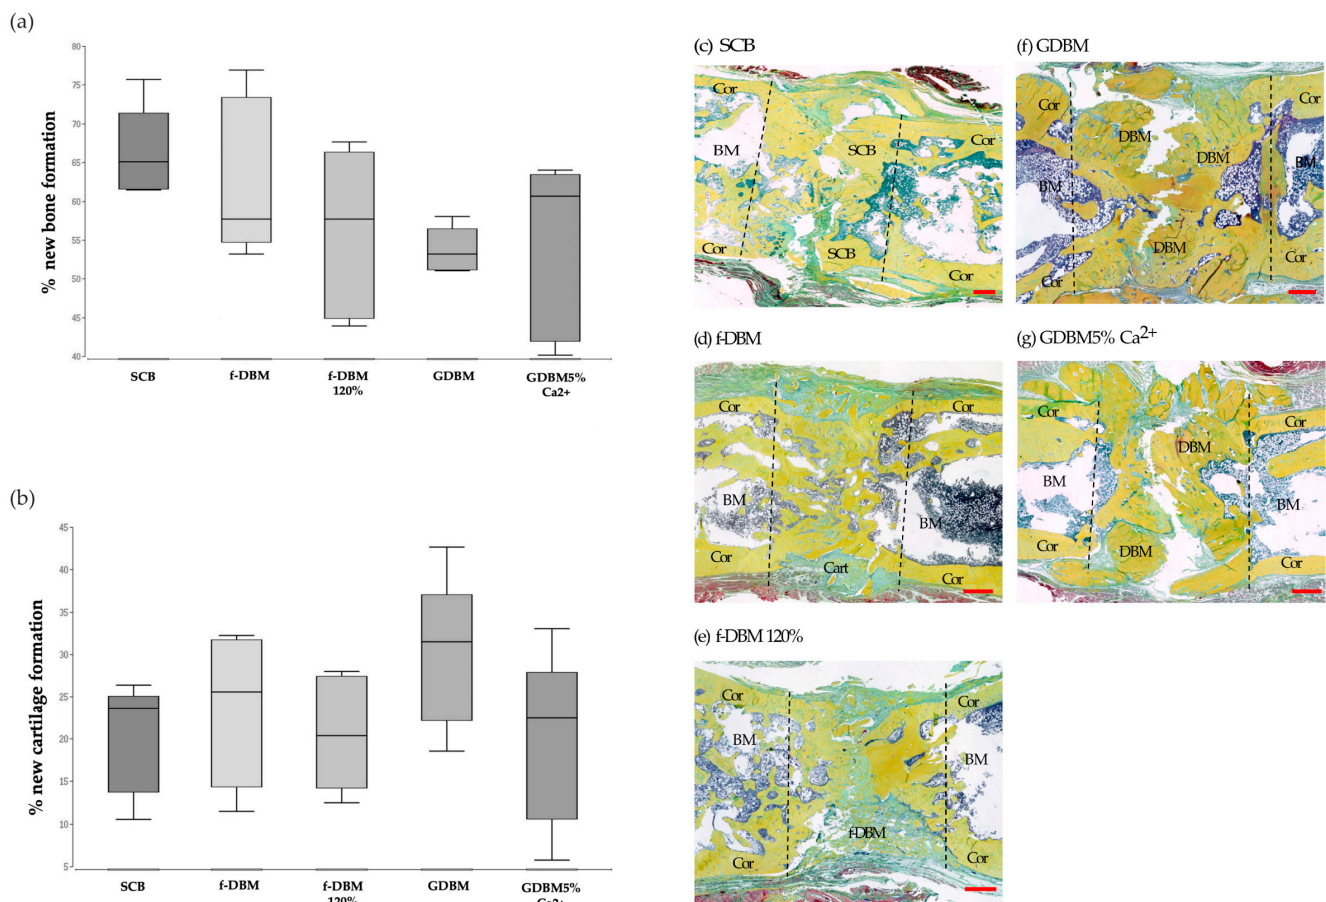 (a)
% new bone formation
80
75
70
65
60
55
50
45
40
SCB
f-DBM
f-DBM
120%
GDBM
GDBM5%
Ca2+
(b)
% new cartilage formation
45
40
35
30
25
20
15
10
5
SCB
f-DBM
f-DBM
120%
GDBM
GDBM5%
Ca2+
(c) SCB
Cor
BM
SCB
Cor
Cor
SCB
Cor
(d) f-DBM
Cor
Cor
BM
BM
Cor
Cart
Cor
(e) f-DBM 120%
Cor
Cor
BM
BM
f-DBM
Cor
Cor
(f) GDBM
Cor
Cor
DBM
DBM
BM
BM
DBM
Cor
Cor
(g) GDBM5% Ca2+
Cor
Cor
DBM
BM
BM
Cor
DBM
Cor